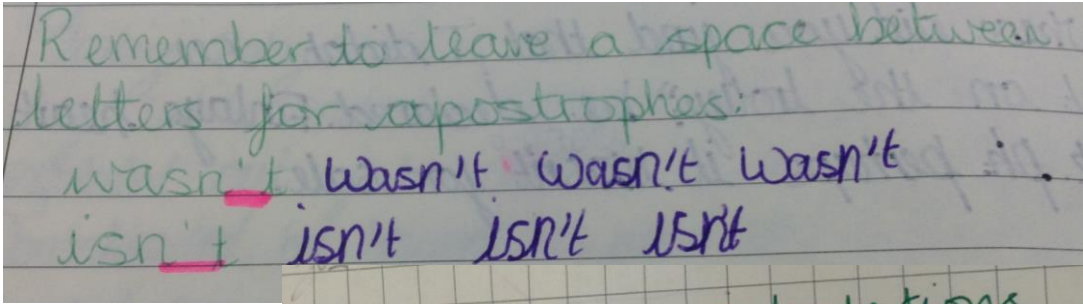 Remember to leave a space between
letters for apostrophes:
wasn't wasn't wasn't wasn't
isn't isn't isn't isn't